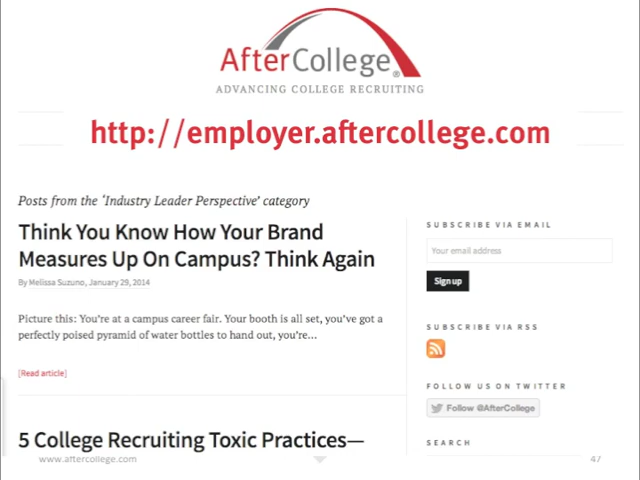 AfterCollege®
ADVANCING COLLEGE RECRUITING
http://employer.aftercollege.com
Posts from the ‘Industry Leader Perspective’ category
Think You Know How Your Brand
Measures Up On Campus? Think Again
By Melissa Suzuno, January 29, 2014
Picture this: You’re at a campus career fair. Your booth is all set, you’ve got a
perfectly poised pyramid of water bottles to hand out, you’re...
[Read article]
5 College Recruiting Toxic Practices—
SUBSCRIBE VIA EMAIL
Your email address
Sign up
SUBSCRIBE VIA RSS
FOLLOW US ON TWITTER
Follow @AfterCollege
SEARCH
www.aftercollege.com
47